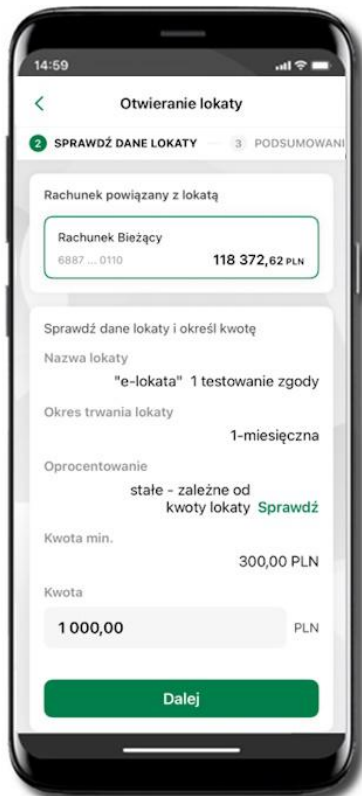 14:59
Otwieranie lokaty
2 SPRAWDŹ DANE LOKATY 3 PODSUMOWANI
Rachunek powiązany z lokatą
Rachunek Bieżący
6887 ... 0110 118 372,62 PLN
Sprawdź dane lokaty i określ kwotę
Nazwa lokaty
"e-lokata" 1 testowanie zgody
Okres trwania lokaty
1-miesięczna
Oprocentowanie
stałe - zależne od
kwoty lokaty Sprawdź
Kwota min.
300,00 PLN
Kwota
1 000,00 PLN
Dalej